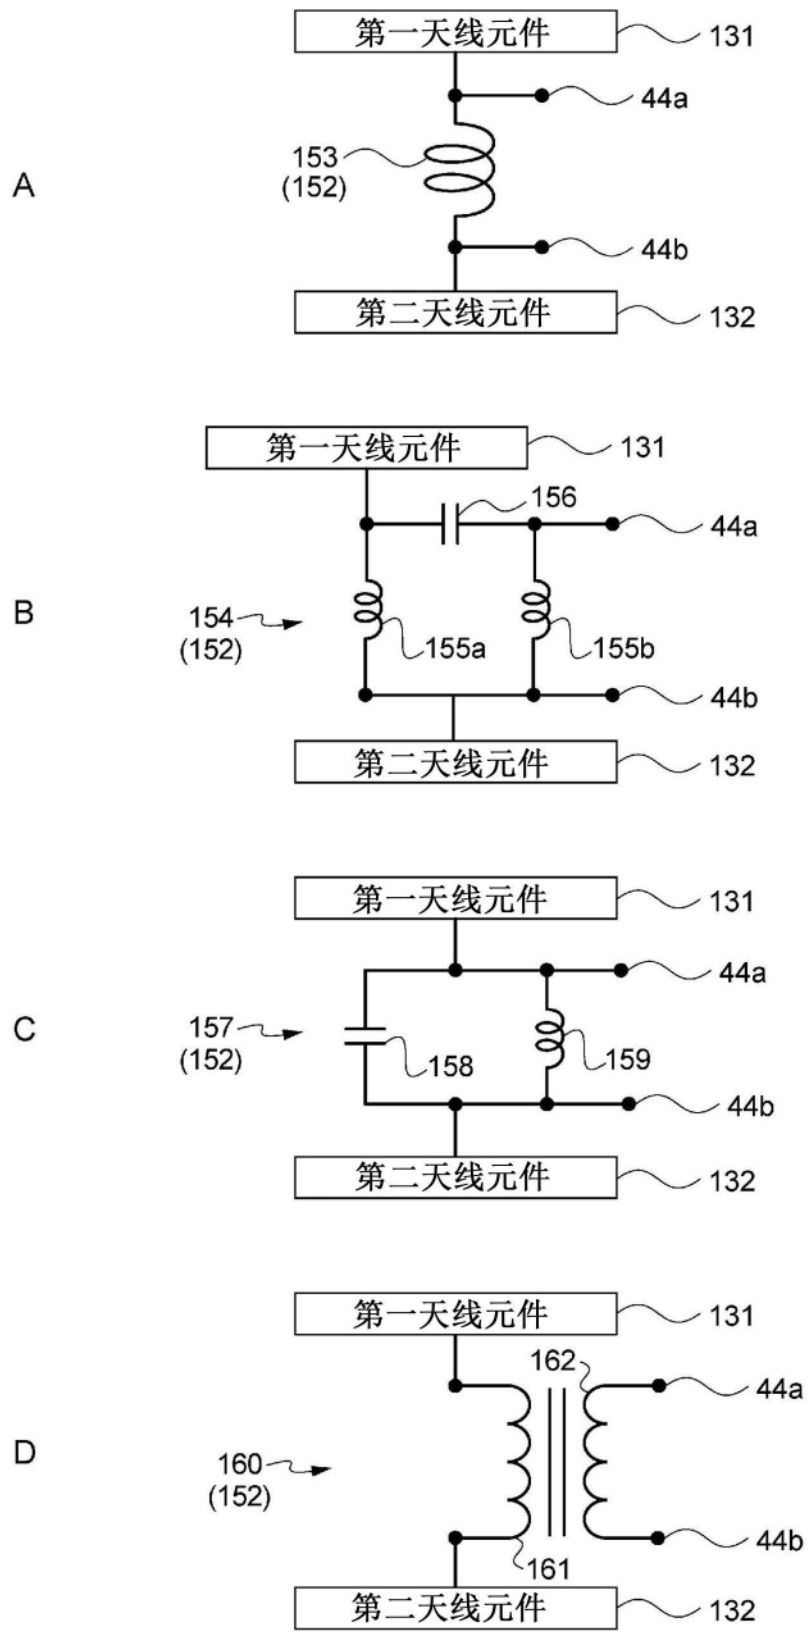 第一天线元件 131
44a
153
(152)
A
44b
第二天线元件 132
第一天线元件 131
156
44a
B
154
(152)
155a 155b
44b
第二天线元件 132
第一天线元件 131
44a
C
157
(152)
158 159
44b
第二天线元件 132
第一天线元件 131
162
44a
D
160
(152)
44b
161
第二天线元件 132